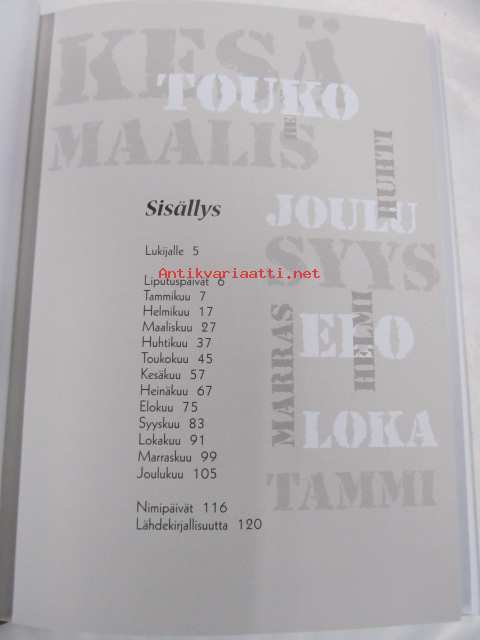 KESÄ
TOUKO
MAALIS
HUHTI
Sisällys
JOULU
SYYS
Lukijalle 5
Antikvariaatti.net
Liputuspäivät 6
Tammikuu 7
Helmikuu 17
Maaliskuu 27
Huhtikuu 37
Toukokuu 45
Kesäkuu 57
Heinäkuu 67
Elokuu 75
Syyskuu 83
Lokakuu 91
Marraskuu 99
Joulukuu 105
MARRAS
ELO
HELMI
LOKA
TAMMI
Nimipäivät 116
Lähdekirjallisuutta 120